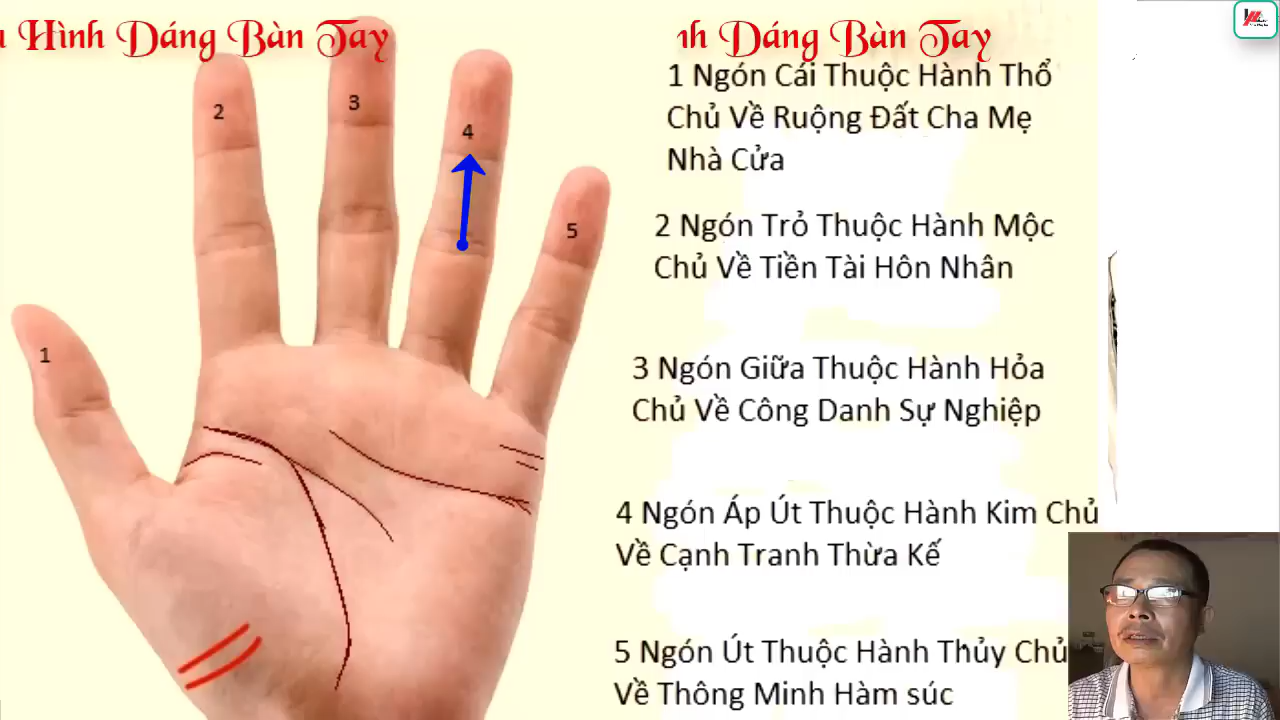 Hình Dáng Bàn Tay
Dáng Bàn Tay
1 Ngón Cái Thuộc Hành Thổ
Chủ Về Ruộng Đất Cha Mẹ
Nhà Cửa
2 Ngón Trỏ Thuộc Hành Mộc
Chủ Về Tiền Tài Hôn Nhân
3 Ngón Giữa Thuộc Hành Hỏa
Chủ Về Công Danh Sự Nghiệp
4 Ngón Áp Út Thuộc Hành Kim Chủ
Về Cạnh Tranh Thừa Kế
5 Ngón Út Thuộc Hành Thủy Chủ
Về Thông Minh Hàm súc
1
2
3
4
5